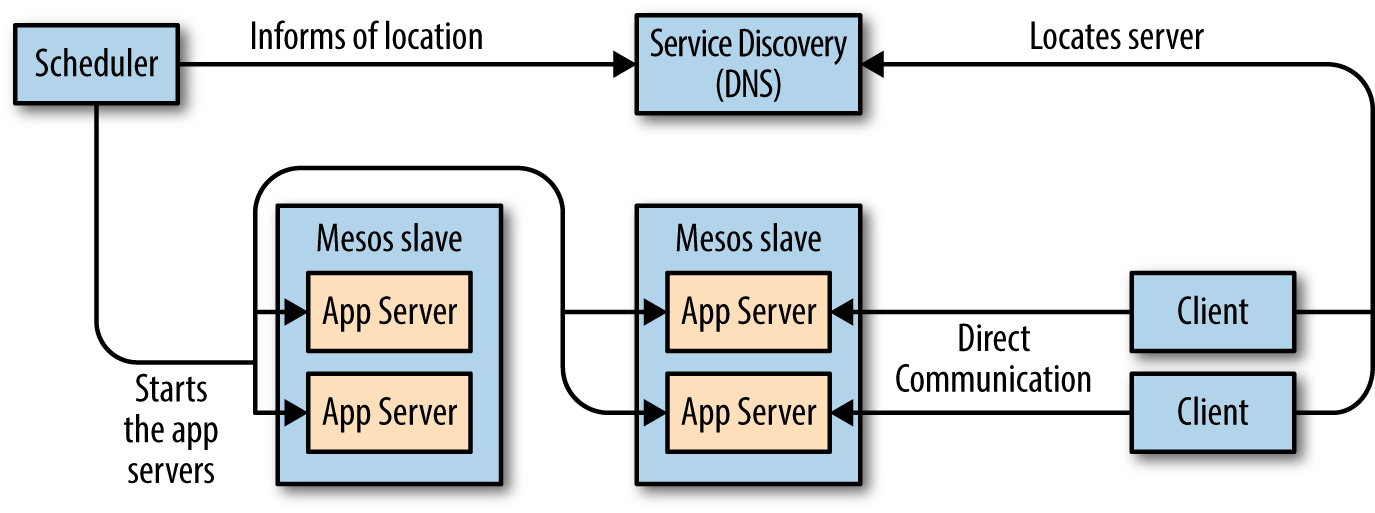 Scheduler
Informs of location
Service Discovery
(DNS)
Locates server
Mesos slave
App Server
App Server
Starts
the app
servers
Mesos slave
App Server
App Server
Direct
Communication
Client
Client